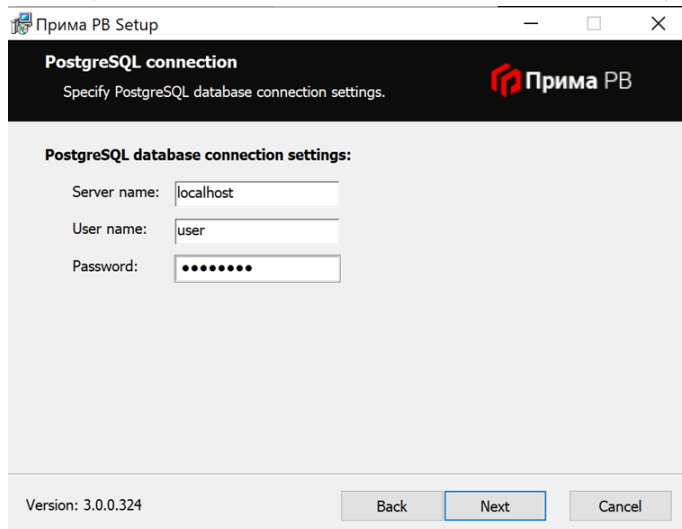 Прима РВ Setup
PostgreSQL connection
Specify PostgreSQL database connection settings.
Прима РВ
PostgreSQL database connection settings:
Server name: localhost
User name: user
Password: ●●●●●●●●
Version: 3.0.0.324
Back Next Cancel